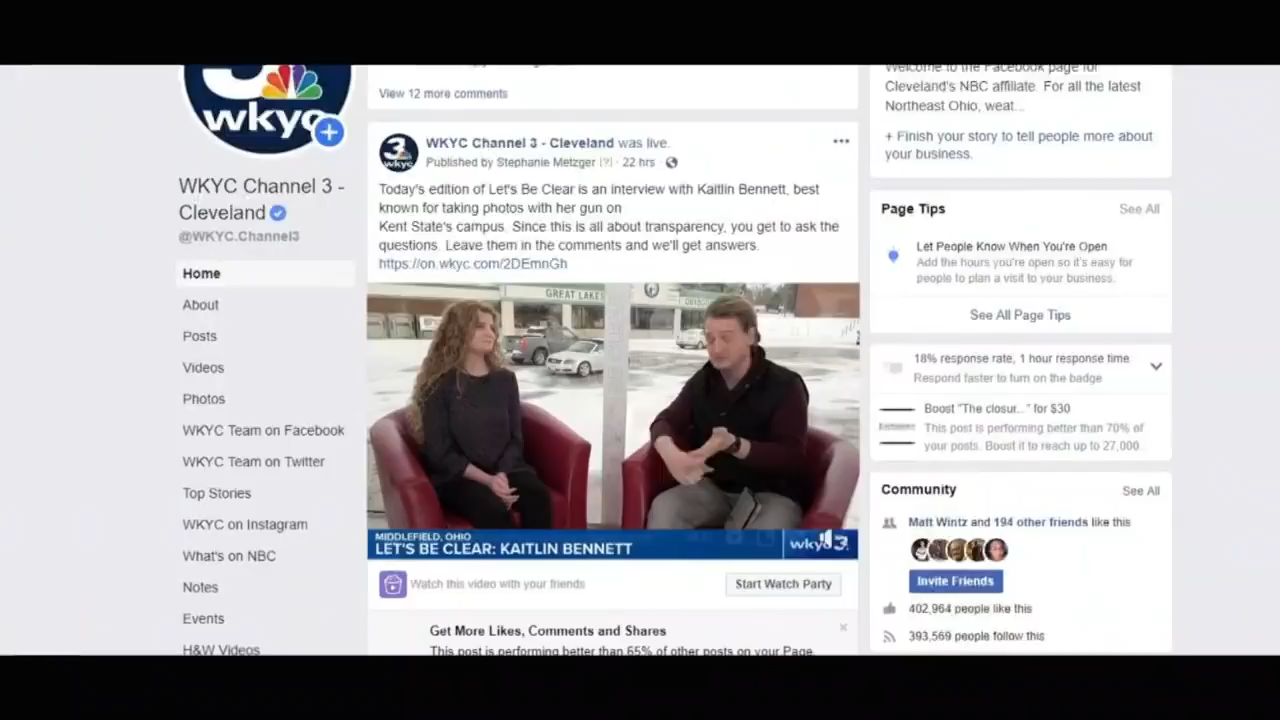 wkyc
WKYC Channel 3 -
Cleveland
@WKYC.Channel3
Home
About
Posts
Videos
Photos
WKYC Team on Facebook
WKYC Team on Twitter
Top Stories
WKYC on Instagram
What's on NBC
Notes
Events
H&W Videos
View 12 more comments
WKYC Channel 3 - Cleveland was live.
Published by Stephanie Metzger [?] · 22 hrs ·
Today's edition of Let's Be Clear is an interview with Kaitlin Bennett, best
known for taking photos with her gun on
Kent State's campus. Since this is all about transparency, you get to ask the
questions. Leave them in the comments and we'll get answers.
https://on.wkyc.com/2DEmnGh
GREAT LAKES
MIDDLEFIELD, OHIO
LET'S BE CLEAR: KAITLIN BENNETT
wkyc 3
Watch this video with your friends
Start Watch Party
Get More Likes, Comments and Shares
This post is performing better than 65% of other posts on your Page.
Welcome to the Facebook page for
Cleveland's NBC affiliate. For all the latest
Northeast Ohio, weat...
+ Finish your story to tell people more about
your business.
Page Tips
See All
Let People Know When You're Open
Add the hours you're open so it's easy for
people to plan a visit to your business.
See All Page Tips
18% response rate, 1 hour response time
Respond faster to turn on the badge
Boost "The closur..." for $30
This post is performing better than 70% of
your posts. Boost it to reach up to 27,000
Community
See All
Matt Wintz and 194 other friends like this
Invite Friends
402,964 people like this
393,569 people follow this